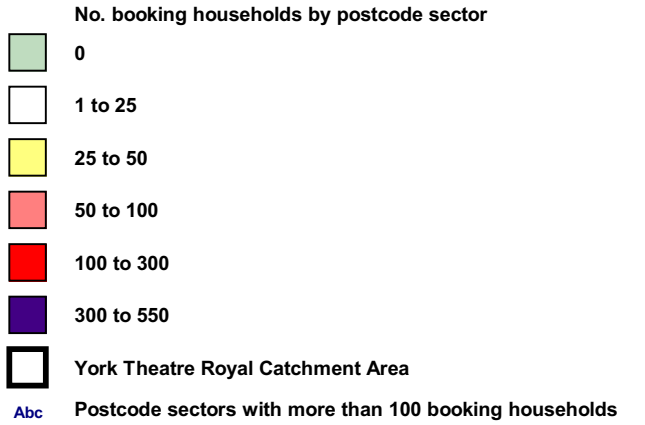 No. booking households by postcode sector
0
1 to 25
25 to 50
50 to 100
100 to 300
300 to 550
York Theatre Royal Catchment Area
Abc Postcode sectors with more than 100 booking households